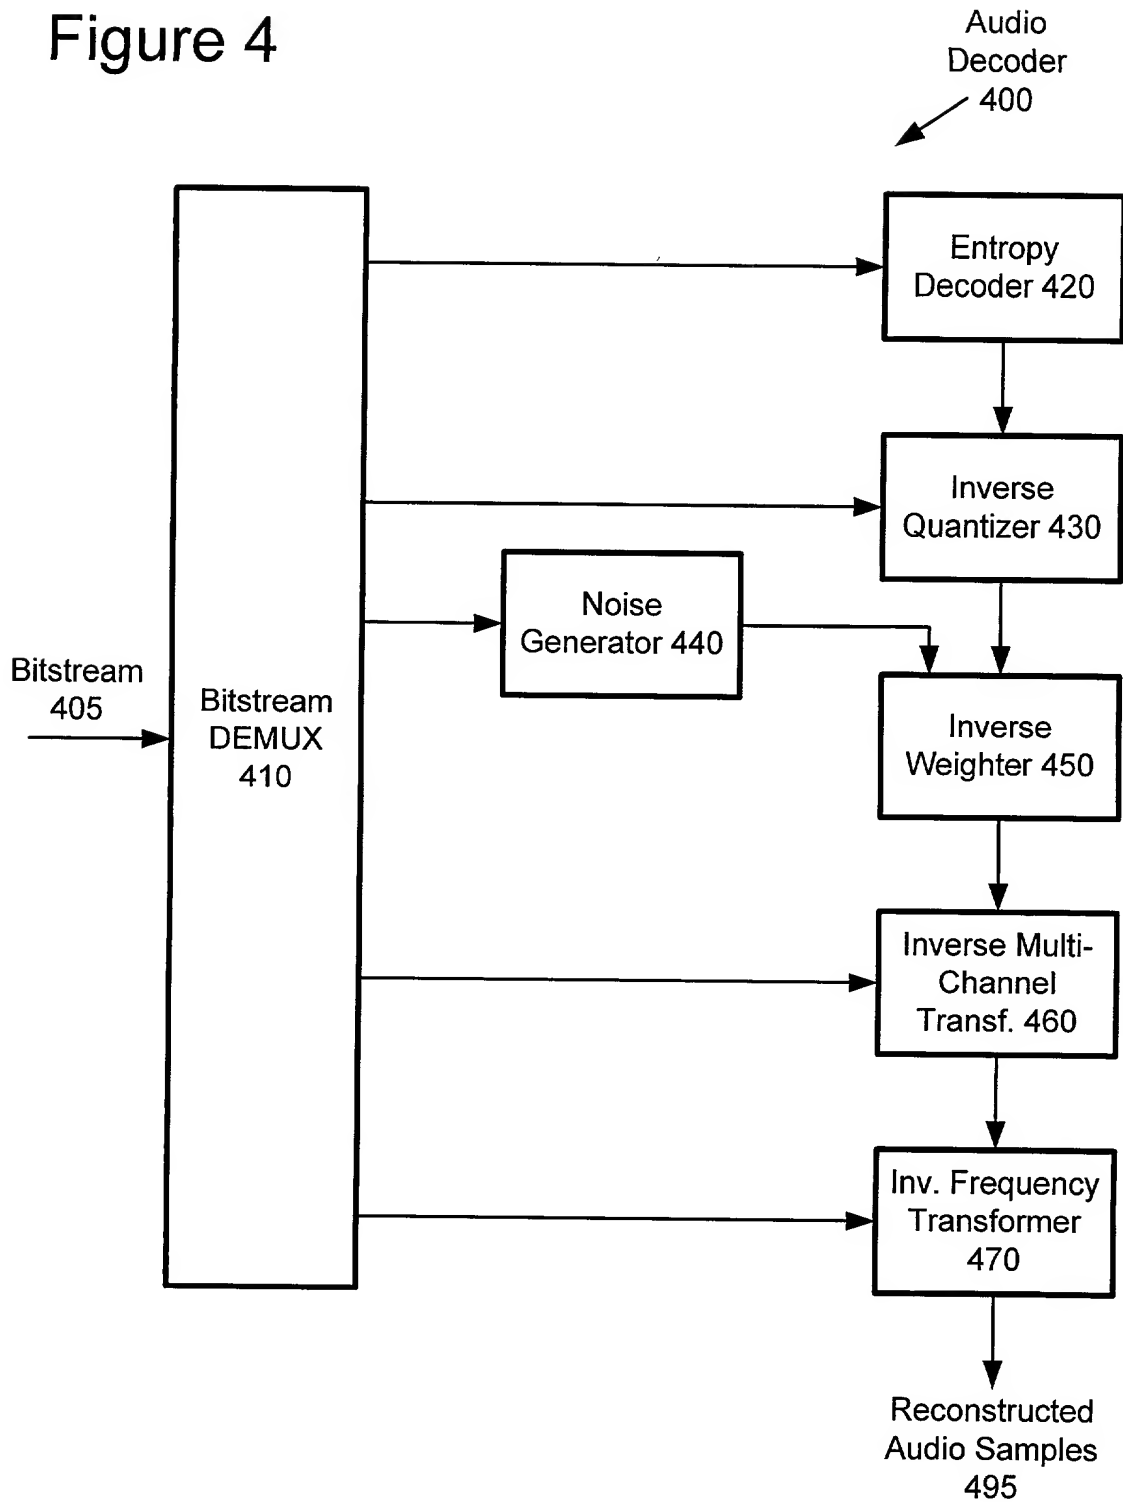 Figure 4
Audio
Decoder
400
Entropy
Decoder 420
Inverse
Quantizer 430
Noise
Generator 440
Bitstream
405
Bitstream
DEMUX
410
Inverse
Weighter 450
Inverse Multi-
Channel
Transf. 460
Inv. Frequency
Transformer
470
Reconstructed
Audio Samples
495